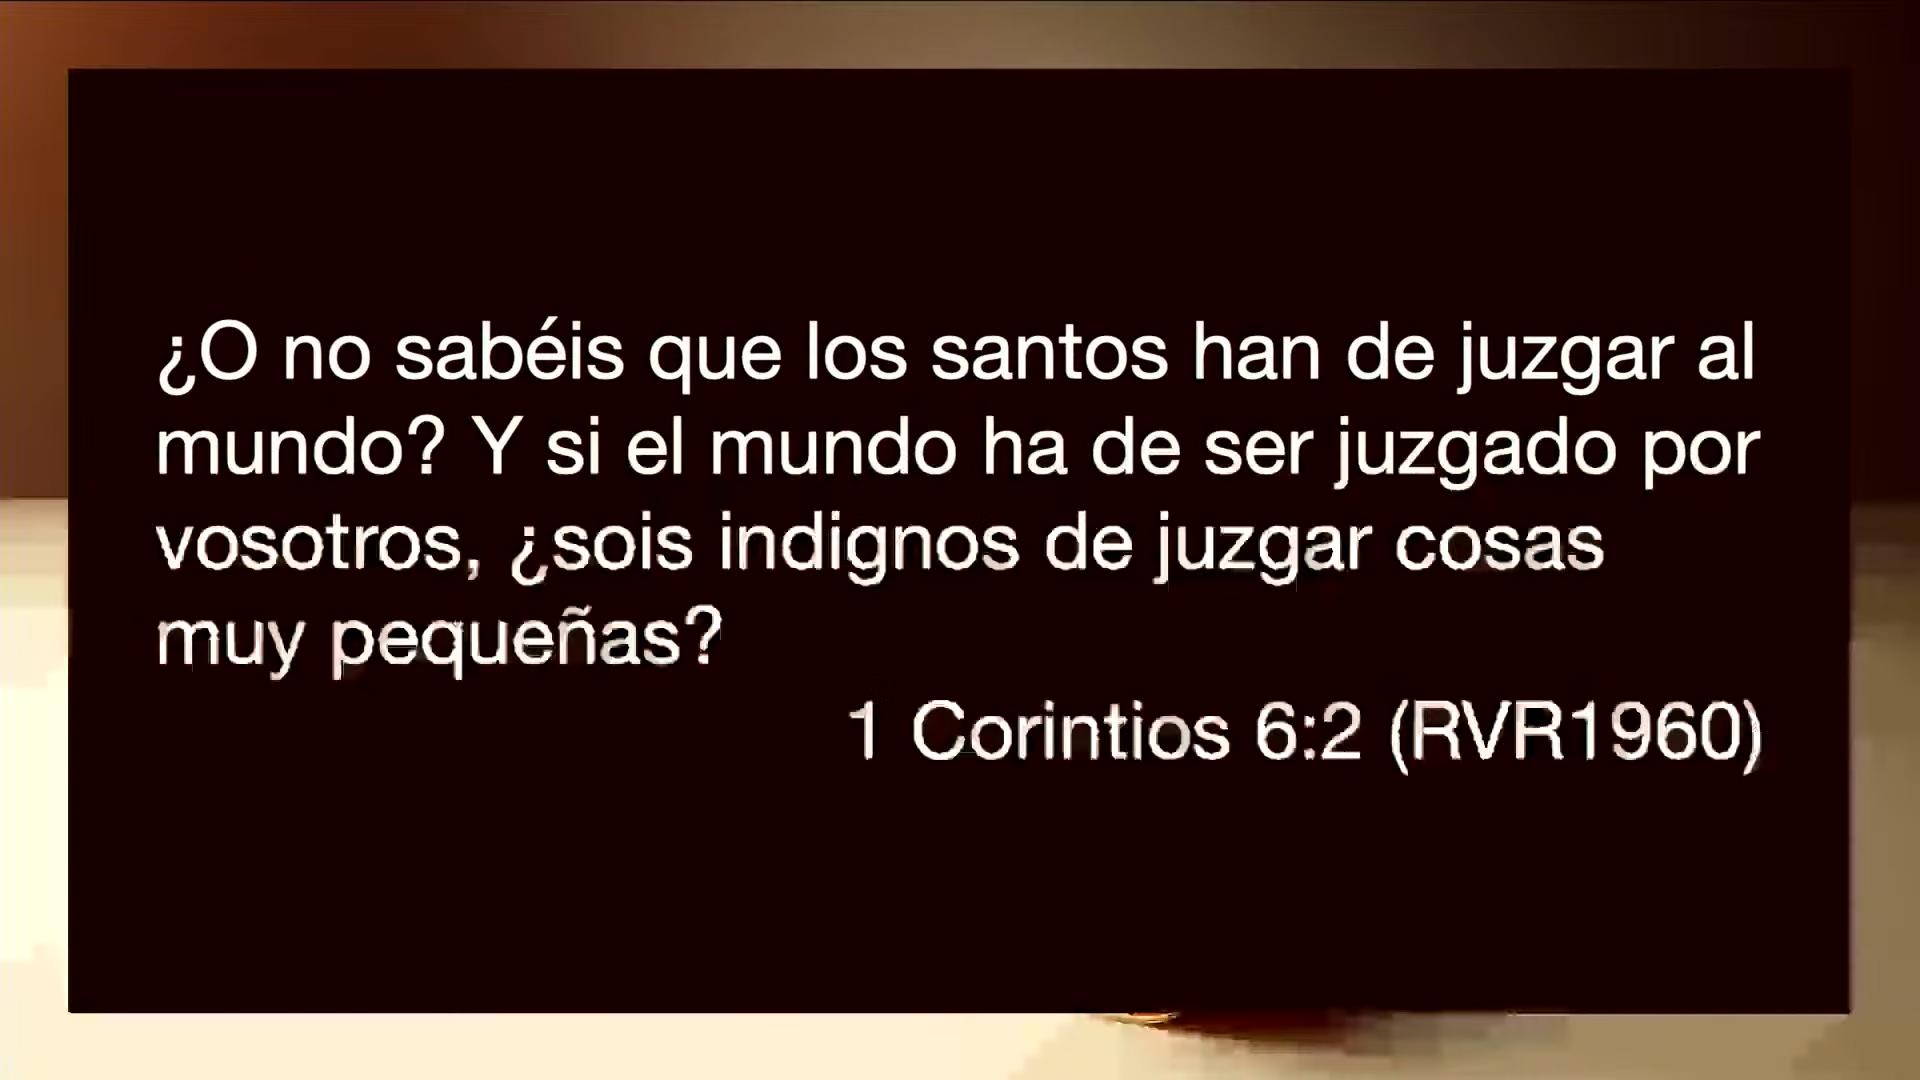 ¿O no sabéis que los santos han de juzgar al
mundo? Y si el mundo ha de ser juzgado por
vosotros, ¿sois indignos de juzgar cosas
muy pequeñas?
1 Corintios 6:2 (RVR1960)